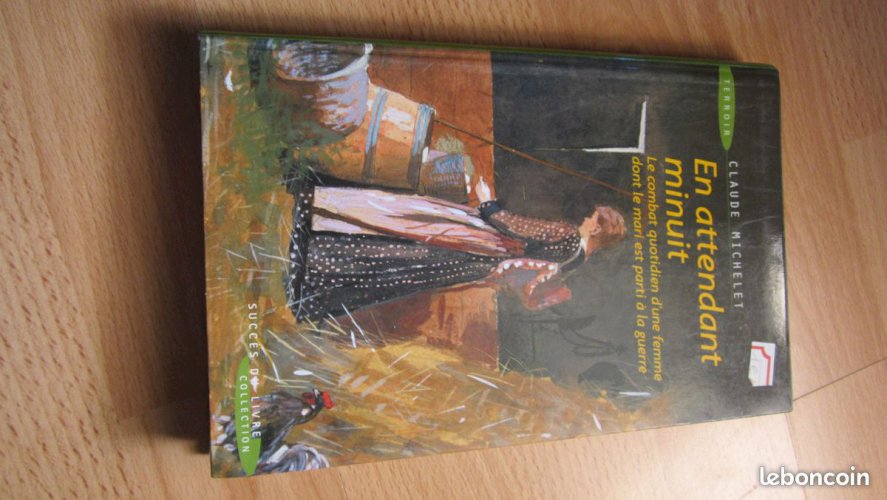 TERROIR
CLAUDE MICHELET
En attendant
minuit
Le combat quotidien d'une femme
dont le mari est parti à la guerre
SUCCÈS DU LIVRE
COLLECTION
leboncoin